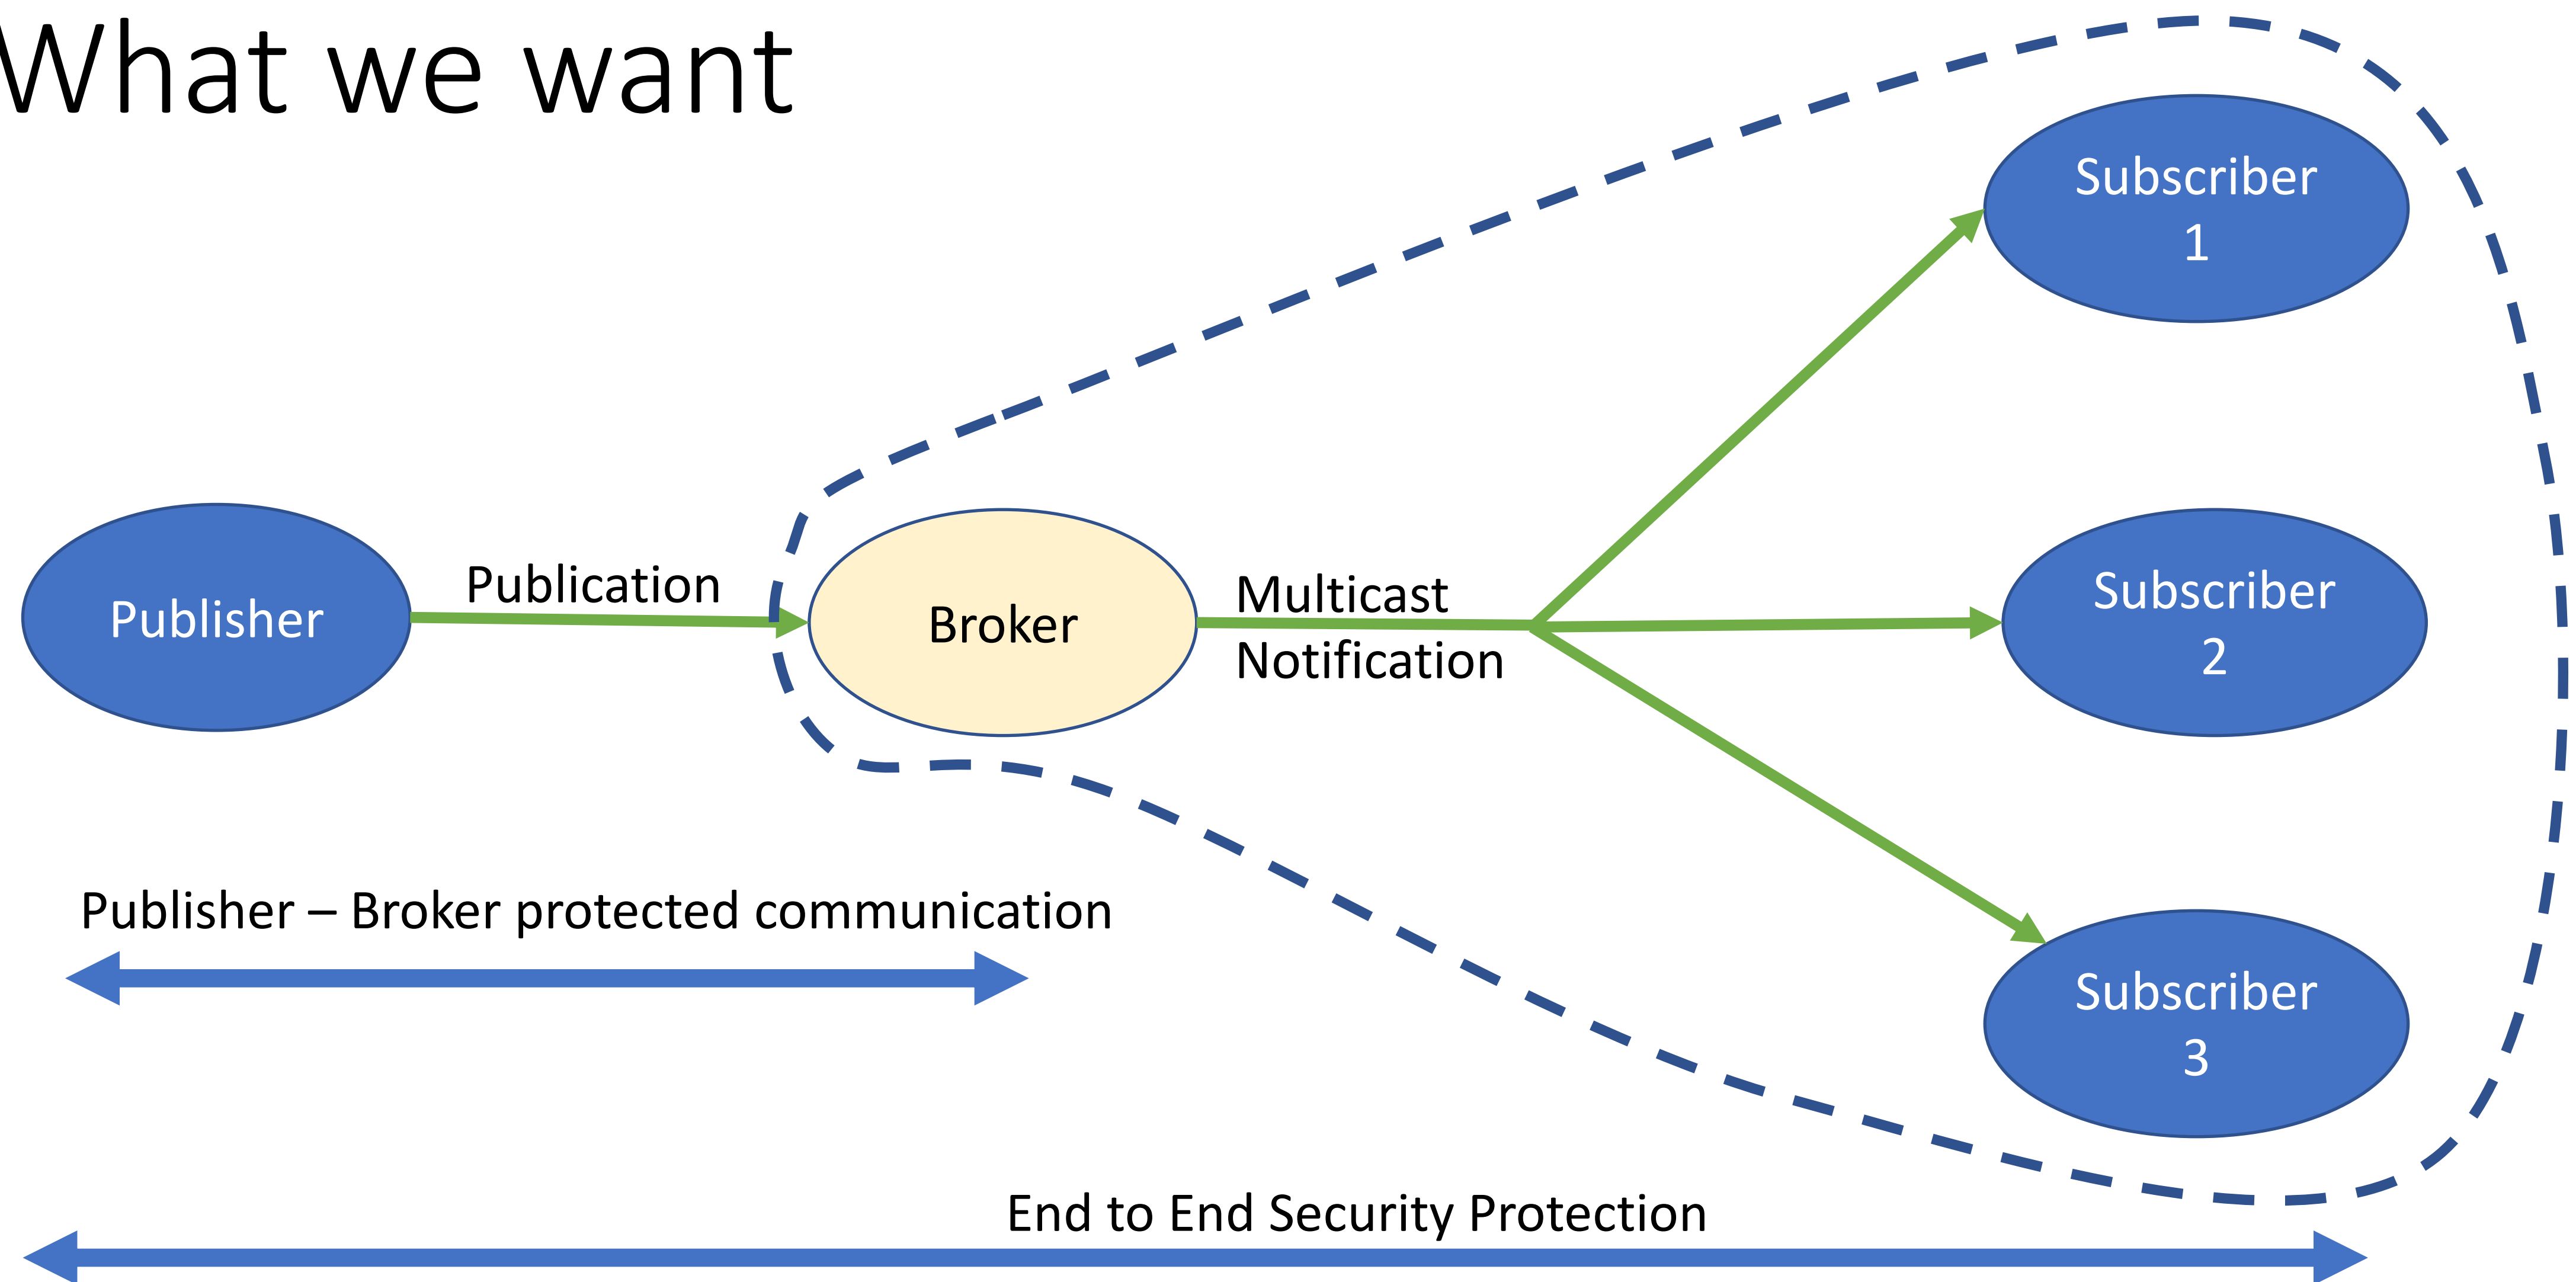 What we want
Subscriber
1
Publisher
Publication
Broker
Multicast
Notification
Subscriber
2
Publisher – Broker protected communication
Subscriber
3
End to End Security Protection